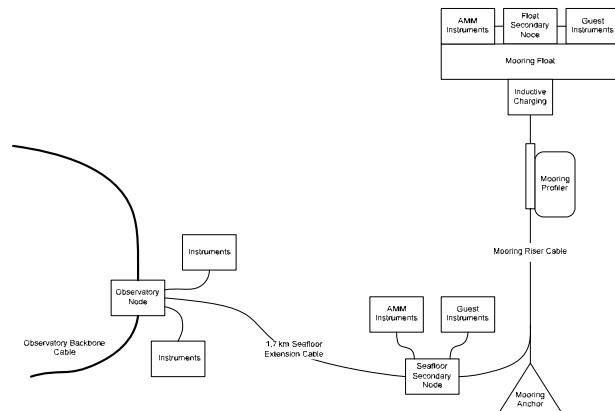 AMM
Instruments
Float
Secondary
Node
Guest
Instruments
Mooring Float
Inductive
Charging
Mooring
Profiler
Mooring Riser Cable
Instruments
Observatory
Node
Observatory Backbone
Cable
Instruments
1.7 km Seafloor
Extension Cable
AMM
Instruments
Guest
Instruments
Seafloor
Secondary
Node
Mooring
Anchor